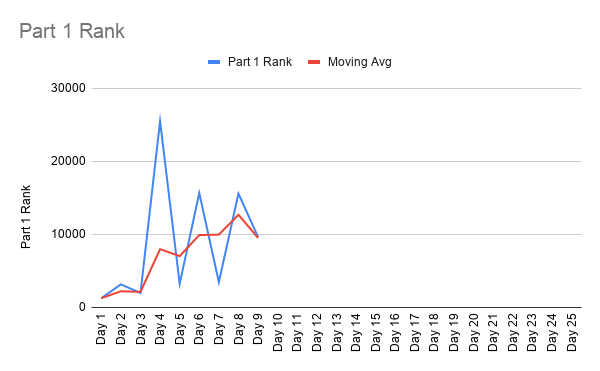 Part 1 Rank
Part 1 Rank
Moving Avg
30000
20000
10000
0
Part 1 Rank
Day 1
Day 2
Day 3
Day 4
Day 5
Day 6
Day 7
Day 8
Day 9
Day 10
Day 11
Day 12
Day 13
Day 14
Day 15
Day 16
Day 17
Day 18
Day 19
Day 20
Day 21
Day 22
Day 23
Day 24
Day 25